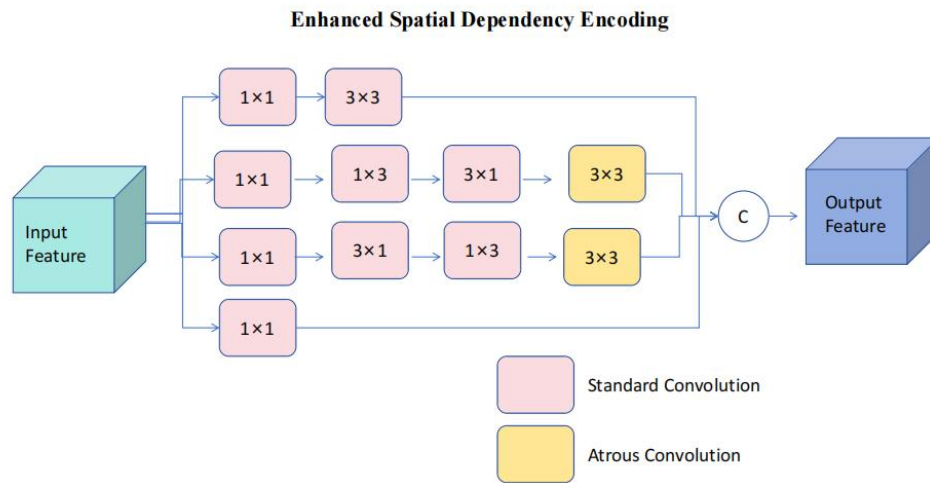 Enhanced Spatial Dependency Encoding
1×1
3×3
1×1
1×3
3×1
3×3
Input
Feature
C
Output
Feature
1×1
3×1
1×3
3×3
1×1
Standard Convolution
Atrous Convolution